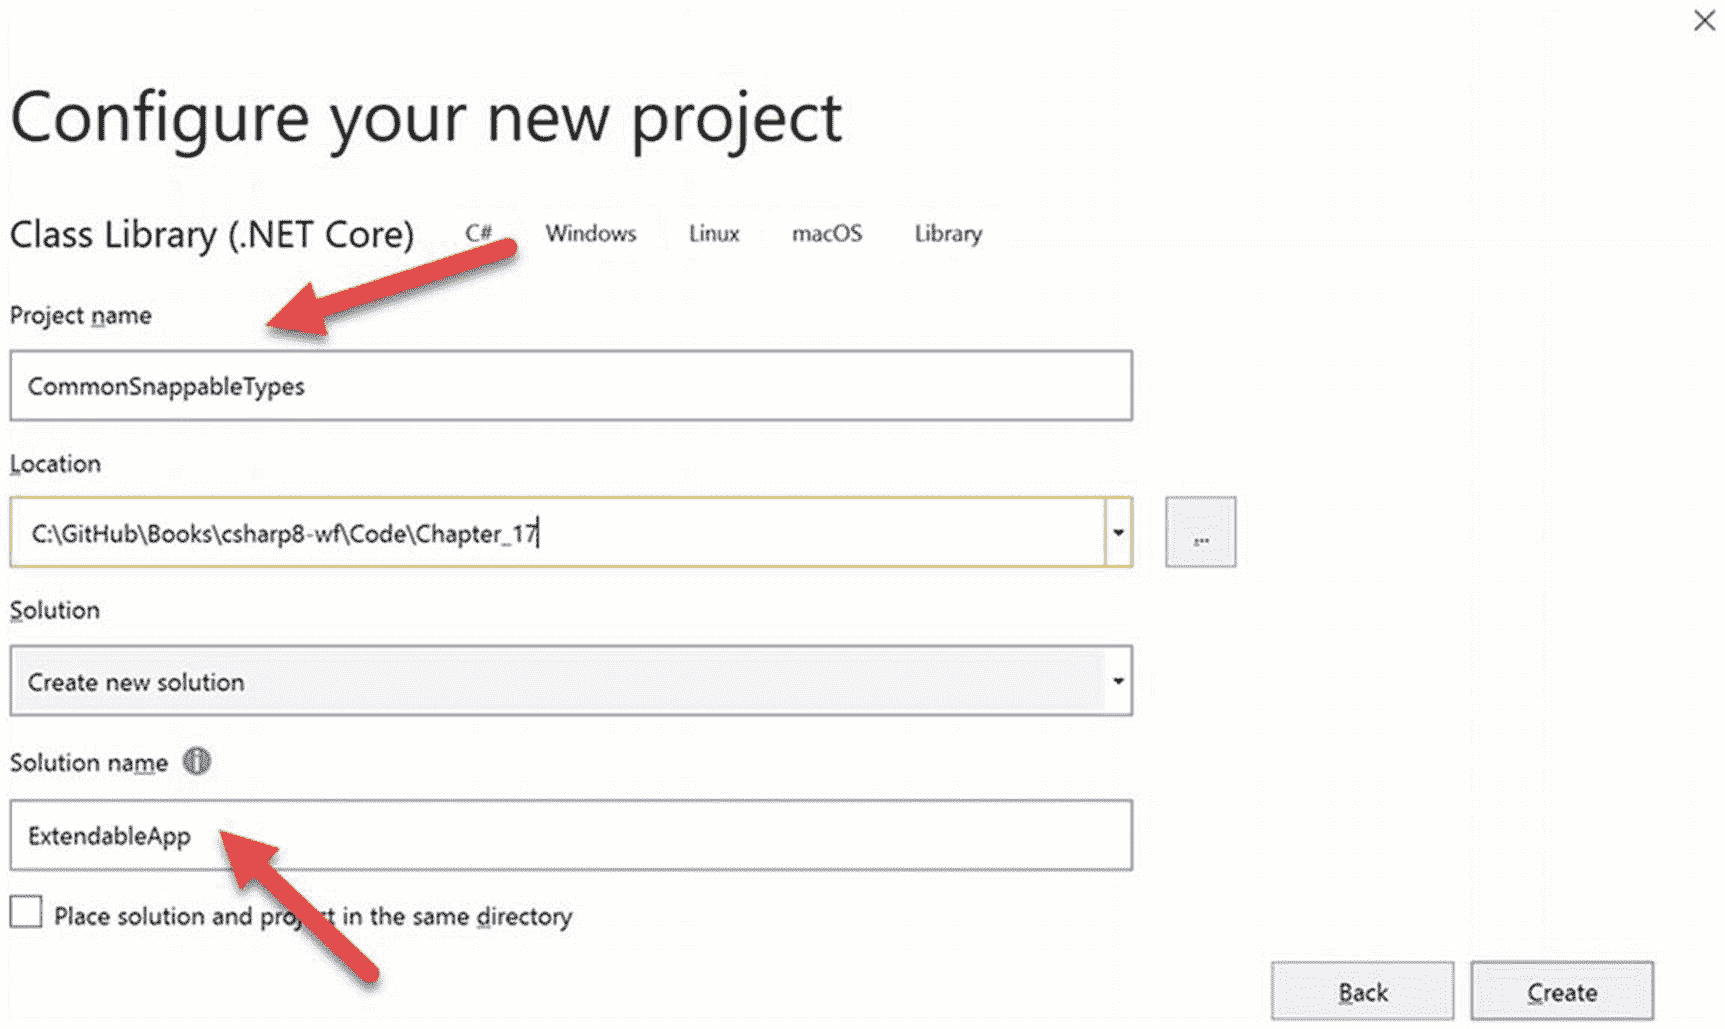 Configure your new project
Class Library (.NET Core) C# Windows Linux macOS Library
Project name
CommonSnappableTypes
Location
C:\GitHub\Books\csharp8-wf\Code\Chapter_17
...
Solution
Create new solution
Solution name
ExtendableApp
Place solution and project in the same directory
Back Create